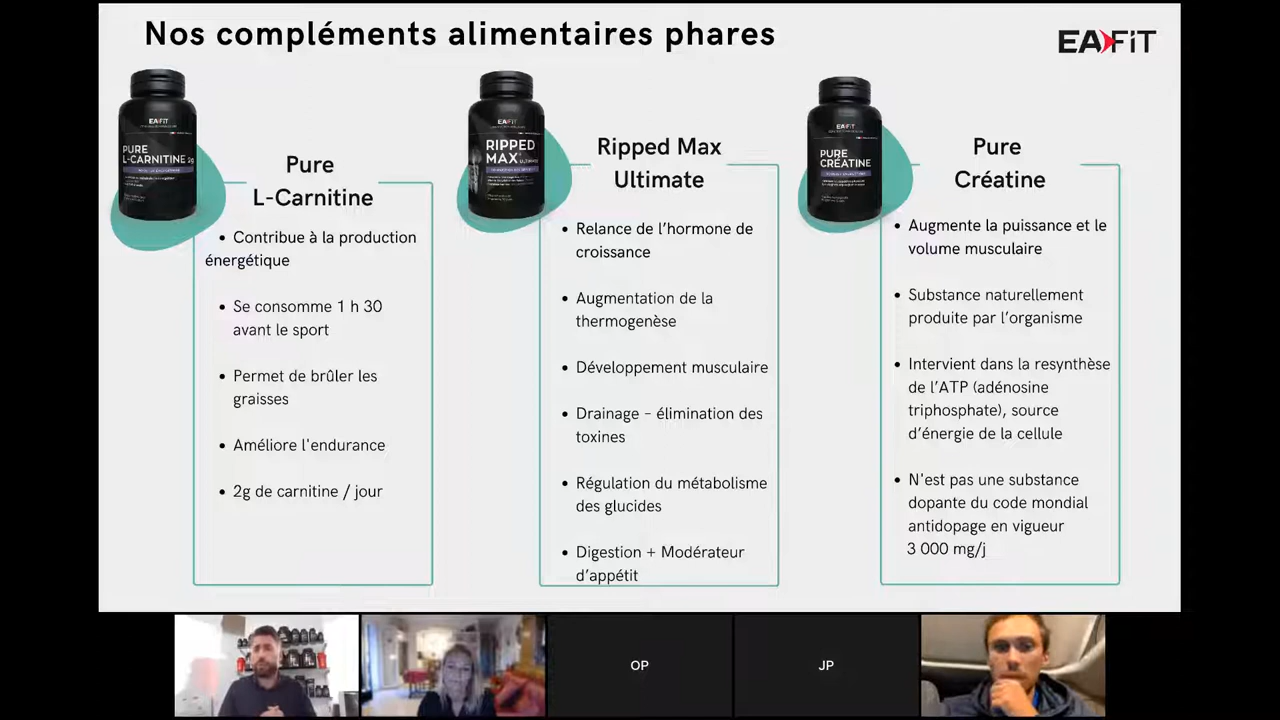 Nos compléments alimentaires phares
EAFIT
EAFIT
PURE
L-CARNITINE 2g
Pure
L-Carnitine
• Contribue à la production
énergétique
• Se consomme 1 h 30
avant le sport
• Permet de brûler les
graisses
• Améliore l'endurance
• 2g de carnitine / jour
EAFIT
RIPPED
MAX ULTIMATE
Ripped Max
Ultimate
• Relance de l’hormone de
croissance
• Augmentation de la
thermogenèse
• Développement musculaire
• Drainage – élimination des
toxines
• Régulation du métabolisme
des glucides
• Digestion + Modérateur
d’appétit
EAFIT
PURE
CRÉATINE
Pure
Créatine
• Augmente la puissance et le
volume musculaire
• Substance naturellement
produite par l’organisme
• Intervient dans la resynthèse
de l’ATP (adénosine
triphosphate), source
d’énergie de la cellule
• N'est pas une substance
dopante du code mondial
antidopage en vigueur
3 000 mg/j
OP
JP